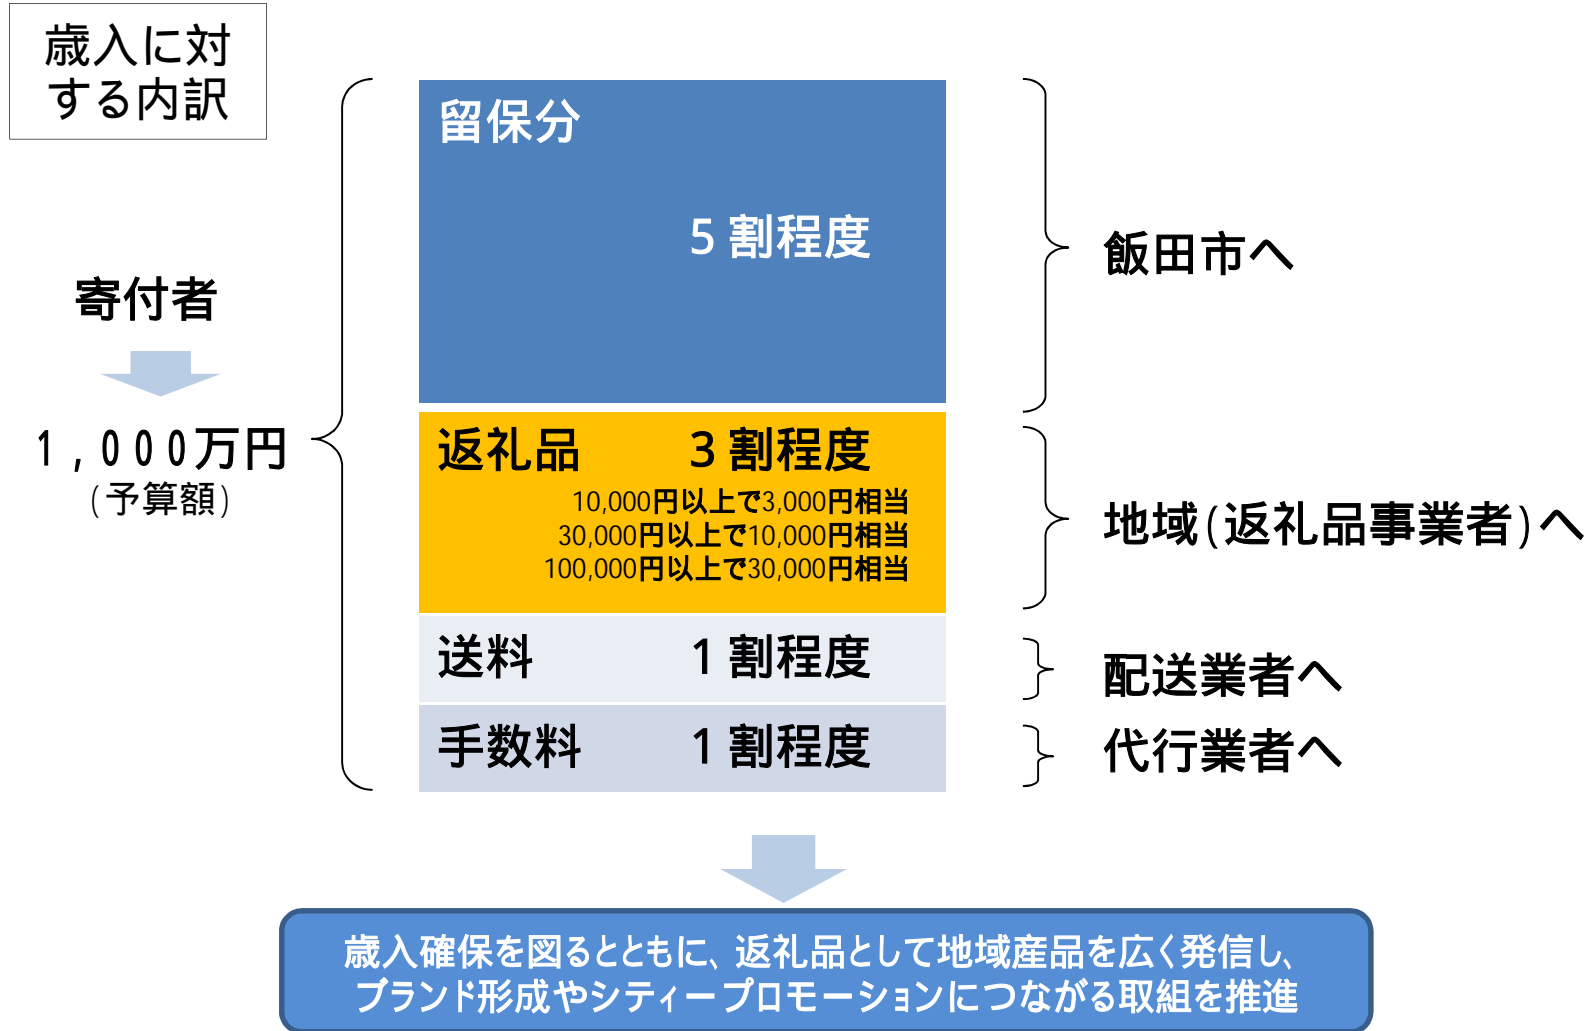 歳入に対
する内訳
寄付者
1,000万円
(予算額)
留保分
5割程度
返礼品 3割程度
10,000円以上で3,000円相当
30,000円以上で10,000円相当
100,000円以上で30,000円相当
送料 1割程度
手数料 1割程度
飯田市へ
地域(返礼品事業者)へ
配送業者へ
代行業者へ
歳入確保を図るとともに、返礼品として地域産品を広く発信し、
ブランド形成やシティープロモーションにつながる取組を推進